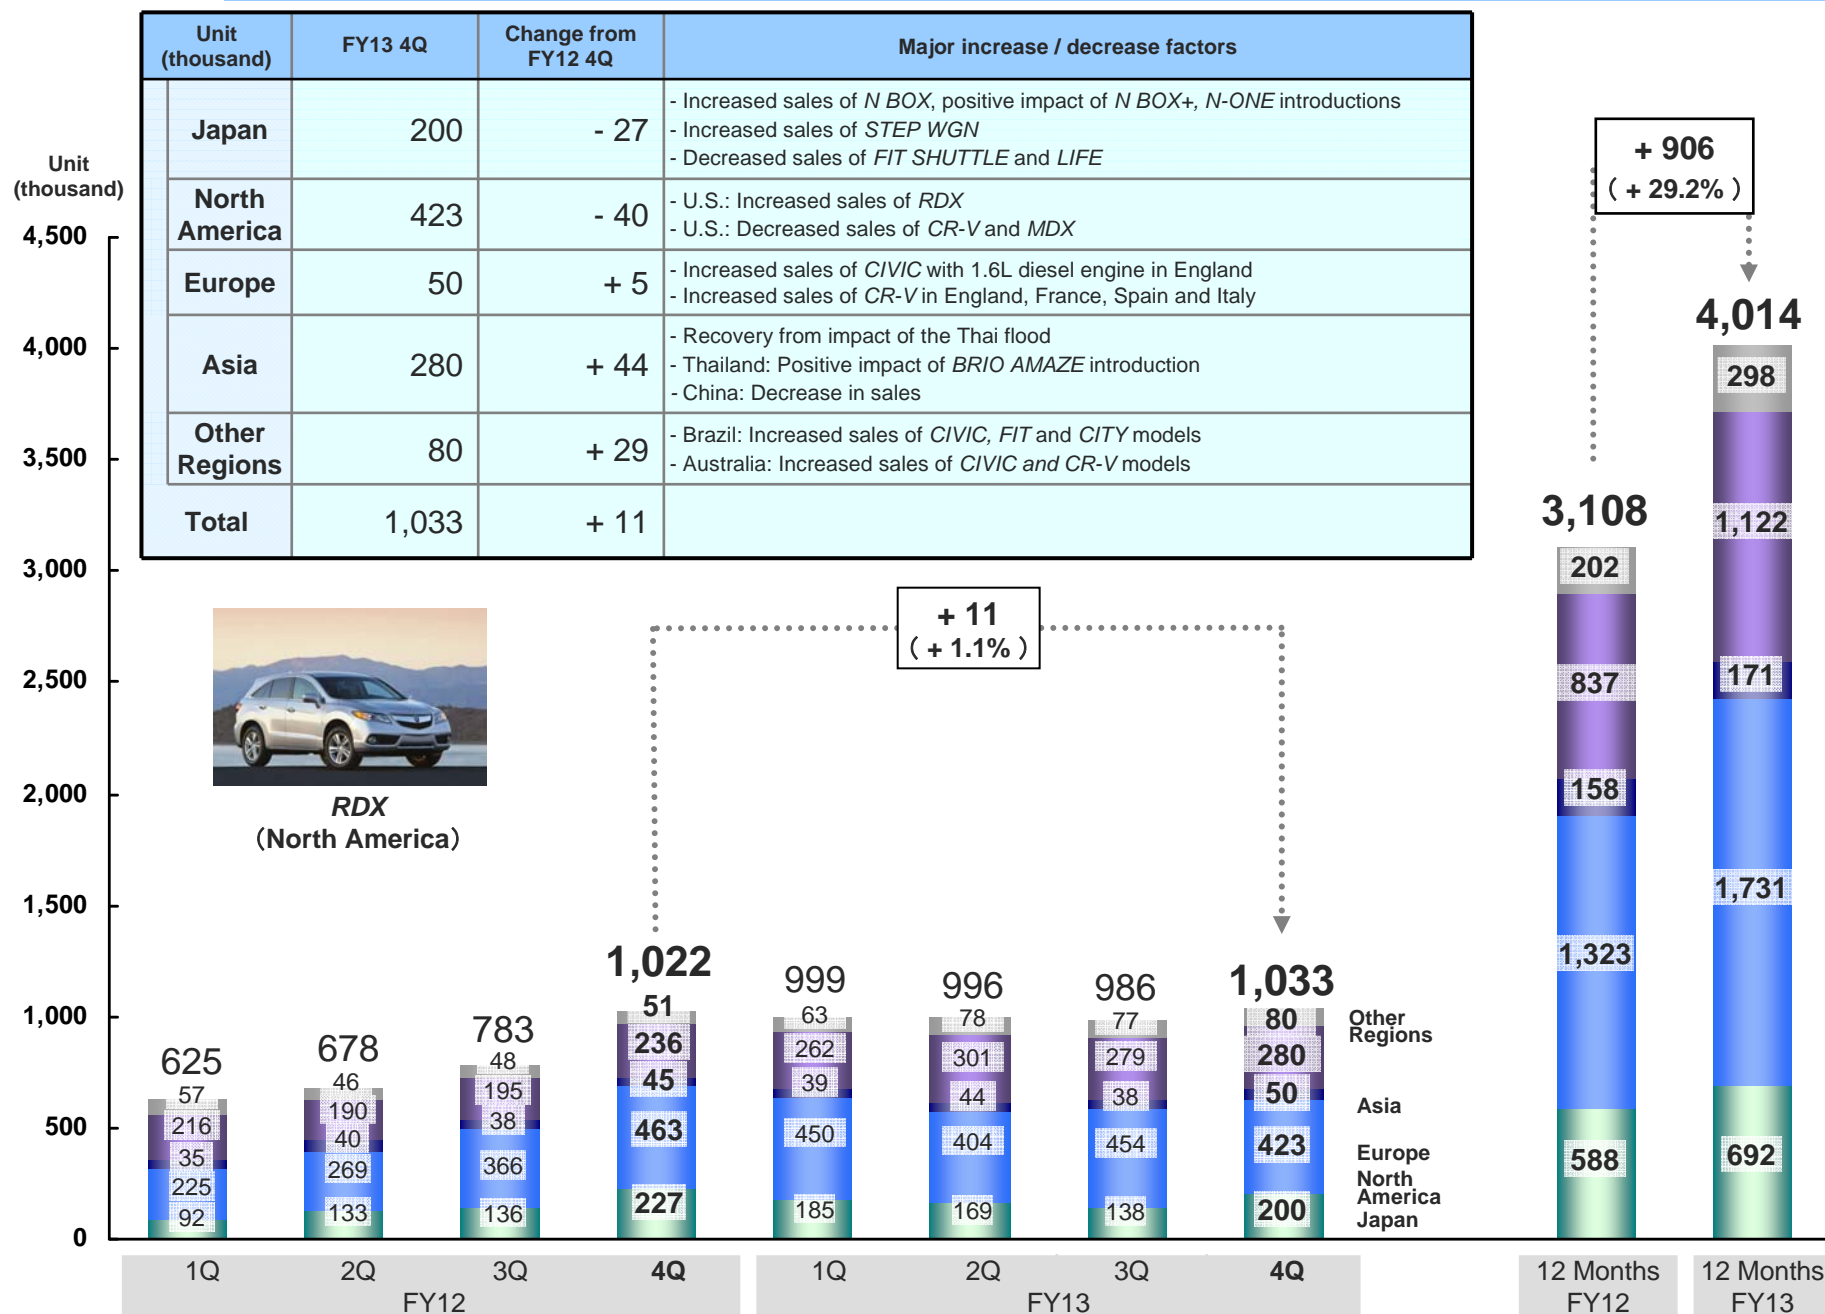 Unit
(thousand)
FY13 4Q
Change from
FY12 4Q
Major increase / decrease factors
Japan
200
- 27
- Increased sales of N BOX, positive impact of N BOX+, N-ONE introductions
- Increased sales of STEP WGN
- Decreased sales of FIT SHUTTLE and LIFE
North
America
423
- 40
- U.S.: Increased sales of RDX
- U.S.: Decreased sales of CR-V and MDX
Europe
50
+ 5
- Increased sales of CIVIC with 1.6L diesel engine in England
- Increased sales of CR-V in England, France, Spain and Italy
Asia
280
+ 44
- Recovery from impact of the Thai flood
- Thailand: Positive impact of BRIO AMAZE introduction
- China: Decrease in sales
Other
Regions
80
+ 29
- Brazil: Increased sales of CIVIC, FIT and CITY models
- Australia: Increased sales of CIVIC and CR-V models
Total
1,033
+ 11
Unit
(thousand)
4,500
4,000
3,500
3,000
2,500
2,000
1,500
1,000
500
0
RDX
(North America)
+ 11
( + 1.1% )
+ 906
( + 29.2% )
625
57
216
35
225
92
678
46
190
40
269
133
783
48
195
38
366
136
1,022
51
236
45
463
227
999
63
262
39
450
185
996
78
301
44
404
169
986
77
279
38
454
138
1,033
80
280
50
423
200
Other
Regions
Asia
Europe
North
America
Japan
3,108
202
837
158
1,323
588
4,014
298
1,122
171
1,731
692
1Q
2Q
3Q
4Q
1Q
2Q
3Q
4Q
12 Months
12 Months
FY12
FY13
FY12
FY13